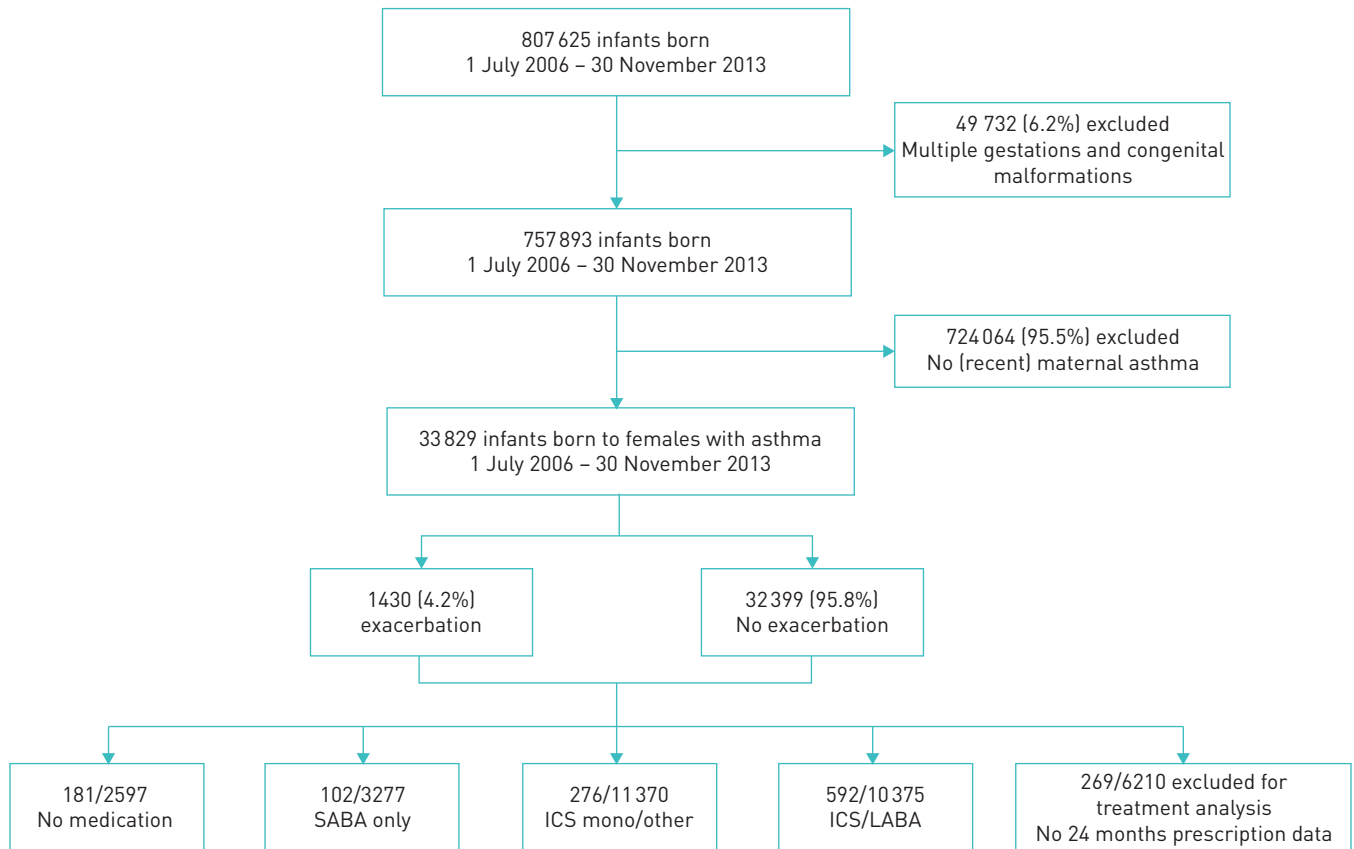 807 625 infants born
1 July 2006 – 30 November 2013
49 732 (6.2%) excluded
Multiple gestations and congenital
malformations
757 893 infants born
1 July 2006 – 30 November 2013
724 064 (95.5%) excluded
No (recent) maternal asthma
33 829 infants born to females with asthma
1 July 2006 – 30 November 2013
1430 (4.2%)
exacerbation
32 399 (95.8%)
No exacerbation
181/2597
No medication
102/3277
SABA only
276/11 370
ICS mono/other
592/10 375
ICS/LABA
269/6210 excluded for
treatment analysis
No 24 months prescription data